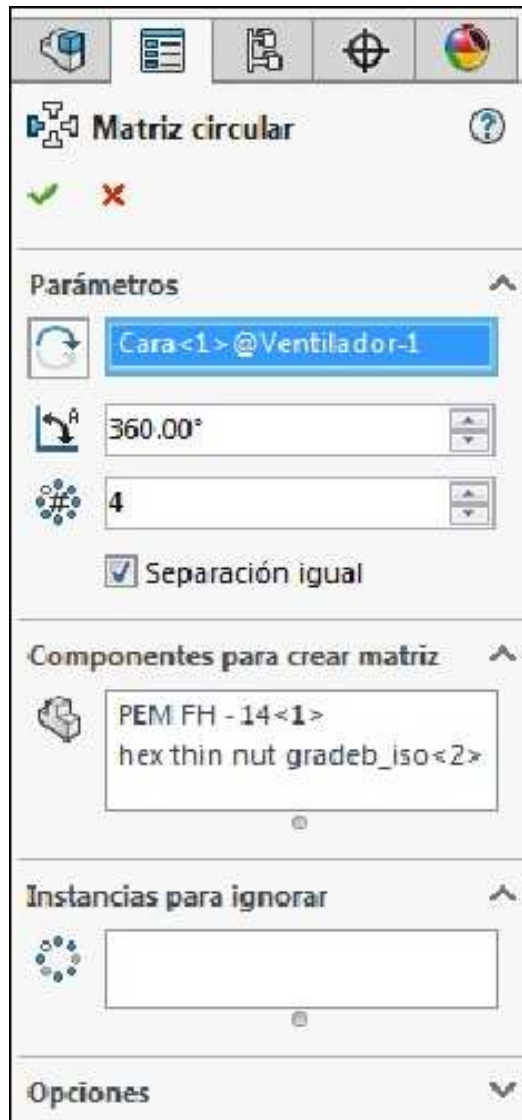 Matriz circular
Parámetros
Cara<1>@Ventilador-1
A
360.00°
#
4
Separación igual
Componentes para crear matriz
PEM FH - 14<1>
hex thin nut gradeb_iso<2>
Instancias para ignorar
Opciones